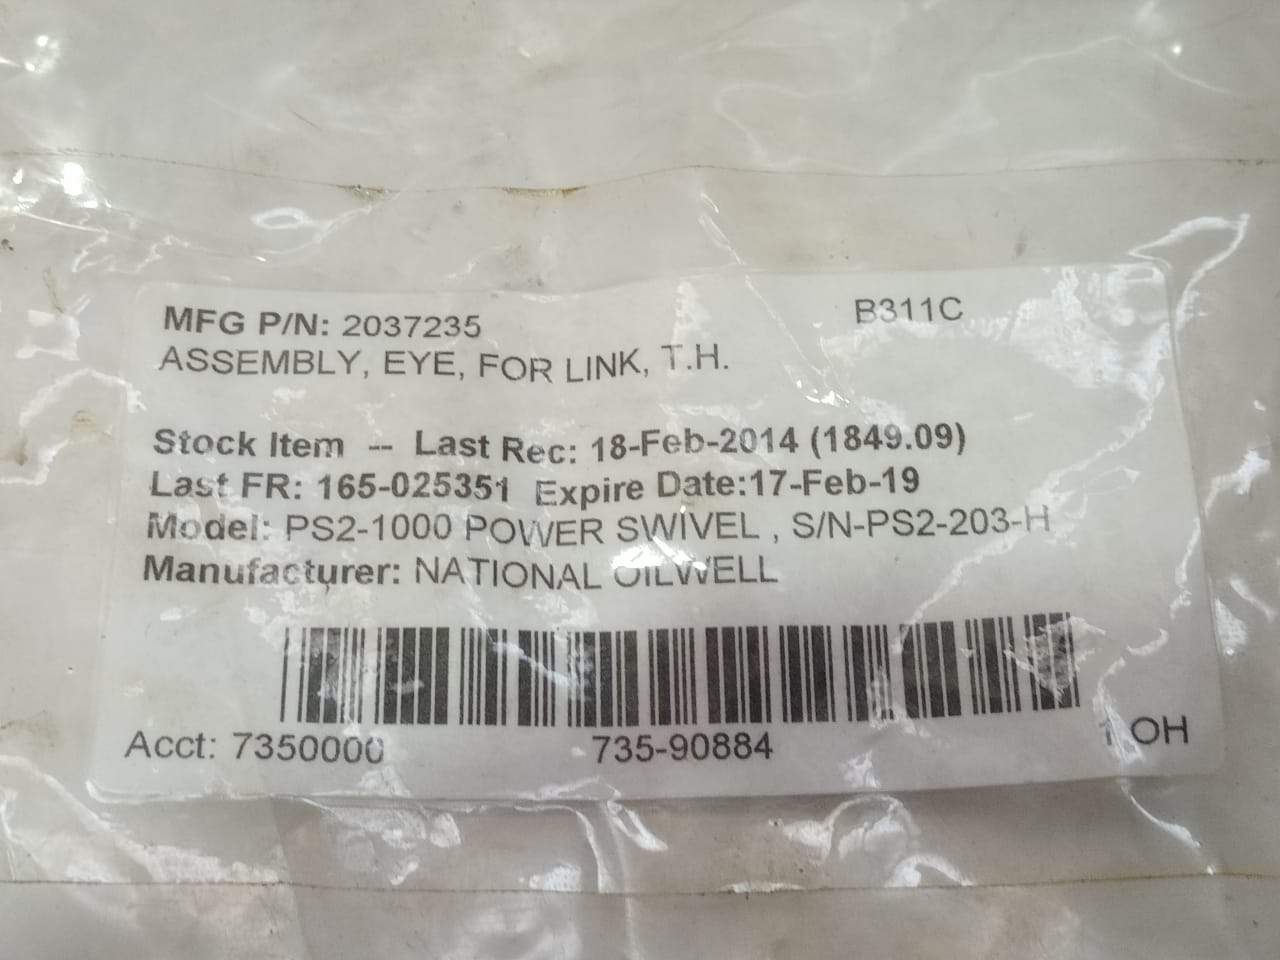 MFG P/N: 2037235 B311C
ASSEMBLY, EYE, FOR LINK, T.H.
Stock Item -- Last Rec: 18-Feb-2014 (1849.09)
Last FR: 165-025351 Expire Date:17-Feb-19
Model: PS2-1000 POWER SWIVEL , S/N-PS2-203-H
Manufacturer: NATIONAL OILWELL
Acct: 7350000 735-90884 1 OH